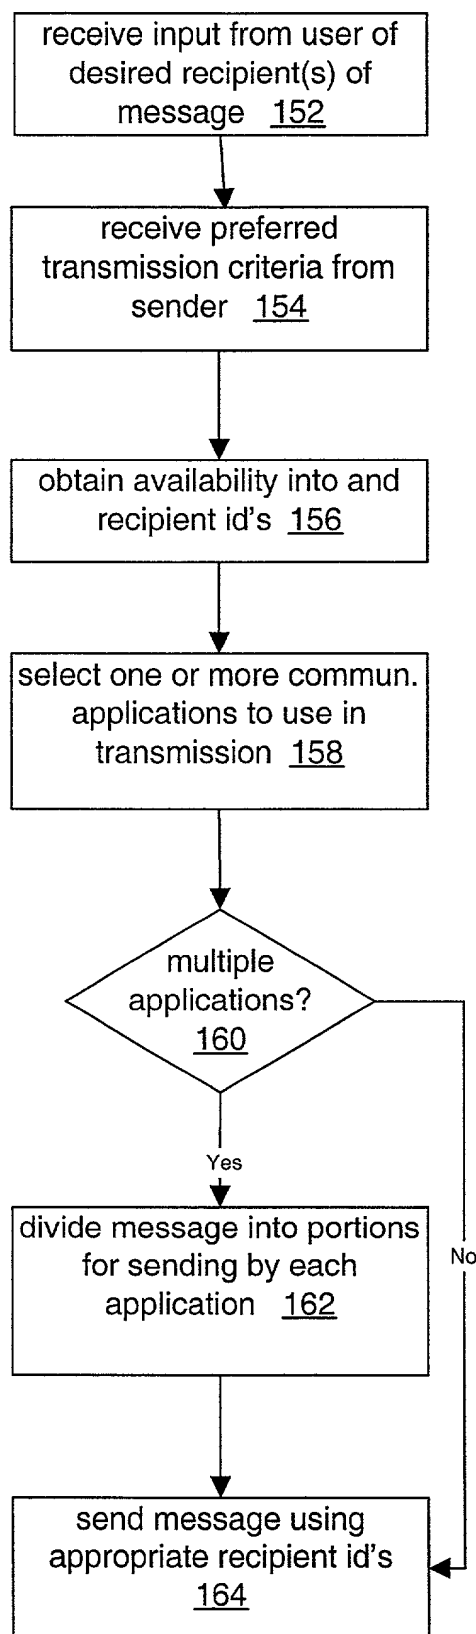 receive input from user of
desired recipient(s) of
message 152
receive preferred
transmission criteria from
sender 154
obtain availability into and
recipient id's 156
select one or more commun.
applications to use in
transmission 158
multiple
applications?
160
Yes
divide message into portions
for sending by each
application 162
No
send message using
appropriate recipient id's
164